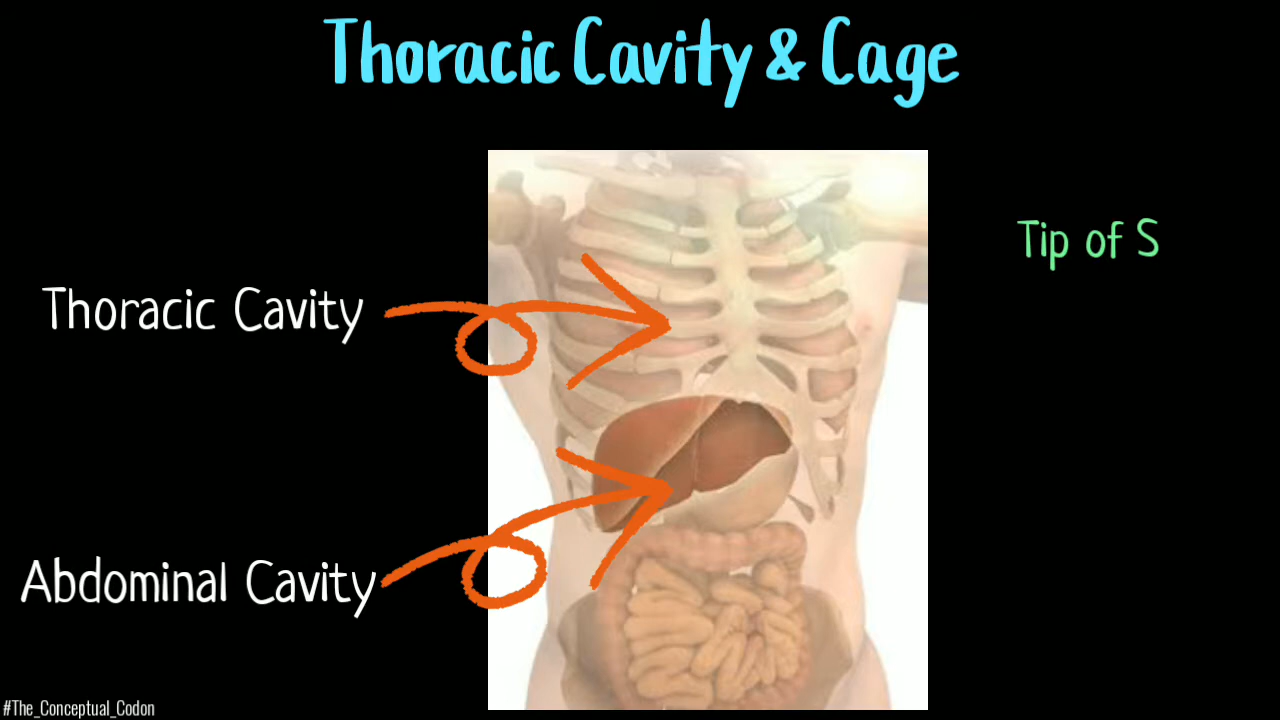 Thoracic Cavity & Cage
Tip of S
Thoracic Cavity
Abdominal Cavity
#The_Conceptual_Codon